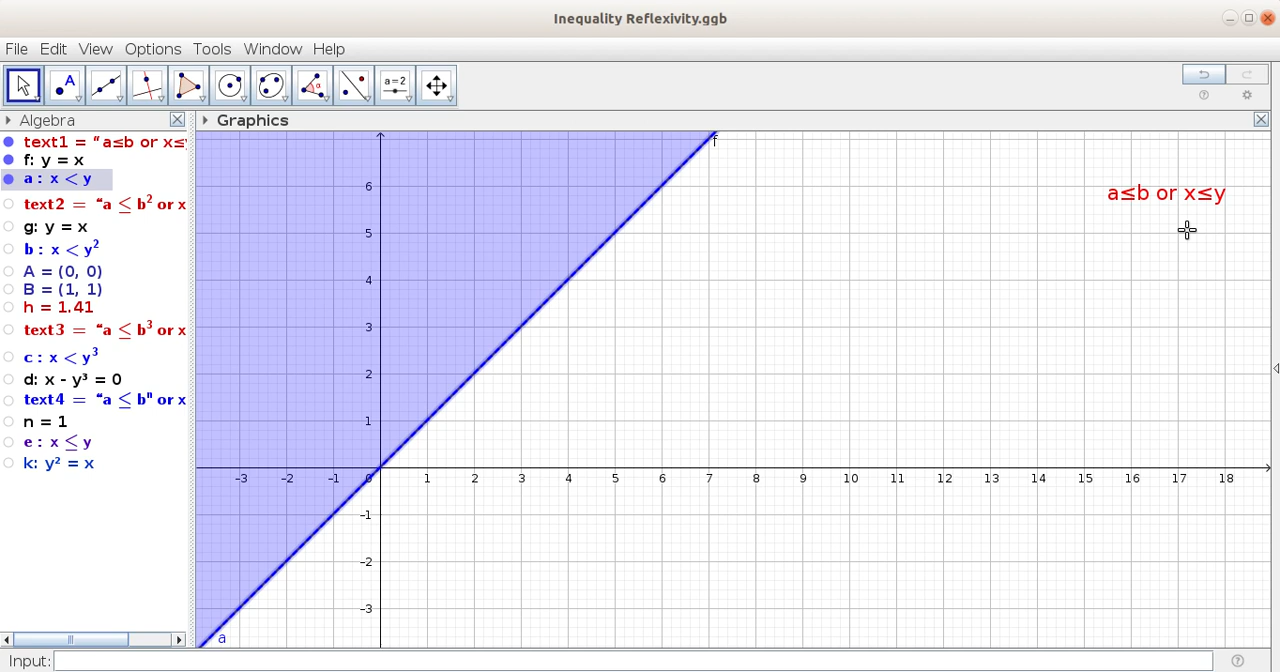 Inequality Reflexivity.ggb
File Edit View Options Tools Window Help
A
α
a=2
Algebra
Graphics
text1 = “a≤b or x≤y
f: y = x
a : x < y
text2 = “a ≤ b² or x
g: y = x
b : x < y²
A = (0, 0)
B = (1, 1)
h = 1.41
text3 = “a ≤ b³ or x
c : x < y³
d: x - y³ = 0
text4 = “a ≤ bⁿ or x
n = 1
e : x ≤ y
k: y² = x
f
a≤b or x≤y
6
5
4
3
2
1
-3 -2 -1 0 1 2 3 4 5 6 7 8 9 10 11 12 13 14 15 16 17 18
-1
-2
-3
a
Input: